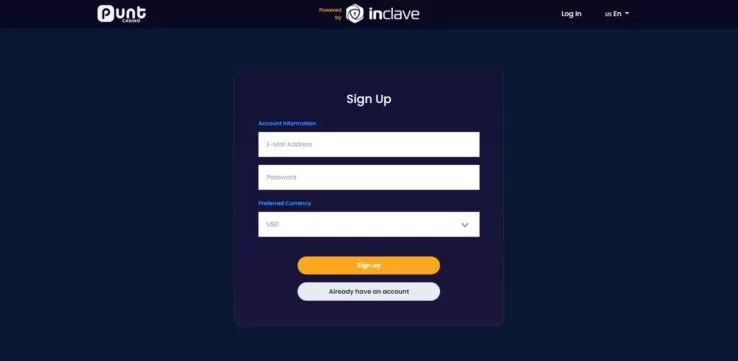 Punt
CASINO
Powered
by
inclave
Log In
US En
Sign Up
Account Information
E-Mail Address
Password
Preferred Currency
USD
Sign up
Already have an account